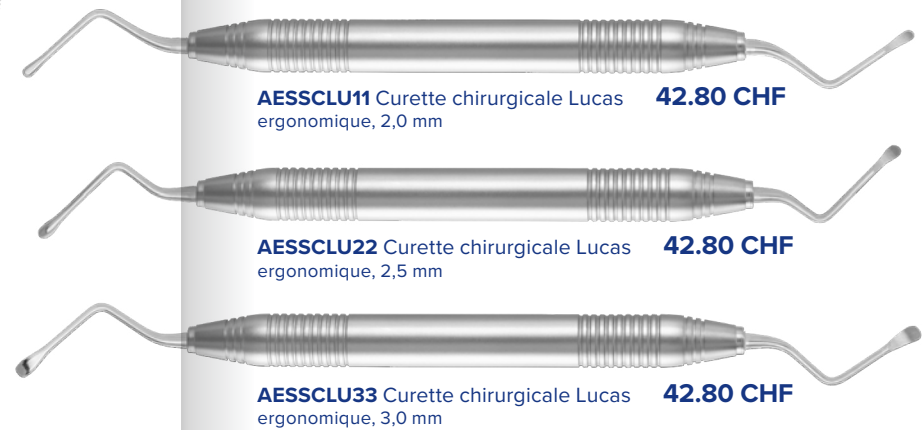 AESSCLU11 Curette chirurgicale Lucas 42.80 CHF
ergonomique, 2,0 mm
AESSCLU22 Curette chirurgicale Lucas 42.80 CHF
ergonomique, 2,5 mm
AESSCLU33 Curette chirurgicale Lucas 42.80 CHF
ergonomique, 3,0 mm